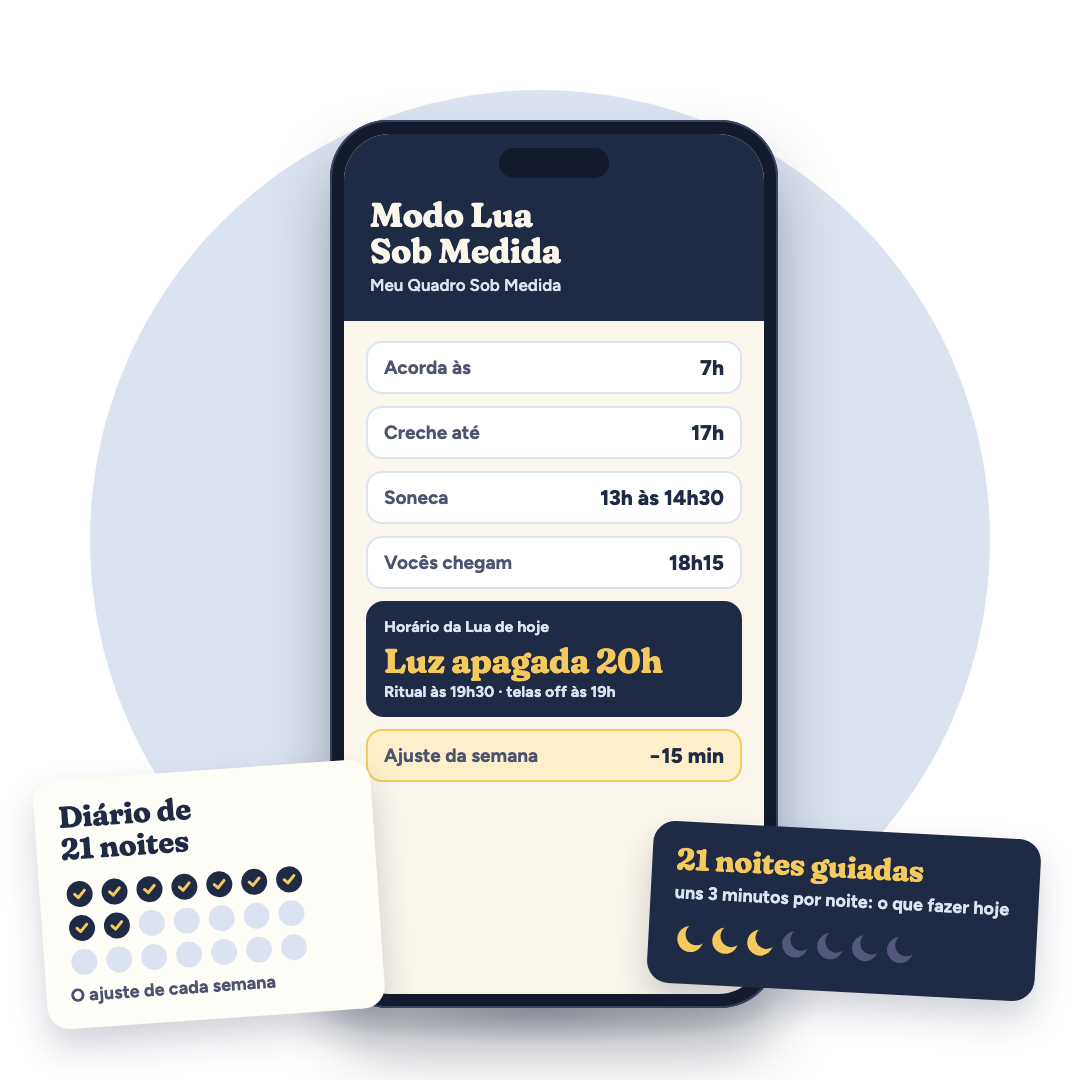 Modo Lua
Sob Medida
Meu Quadro Sob Medida
Acorda às 7h
Creche até 17h
Soneca 13h às 14h30
Vocês chegam 18h15
Horário da Lua de hoje
Luz apagada 20h
Ritual às 19h30 · telas off às 19h
Ajuste da semana −15 min
Diário de
21 noites
O ajuste de cada semana
21 noites guiadas
uns 3 minutos por noite: o que fazer hoje